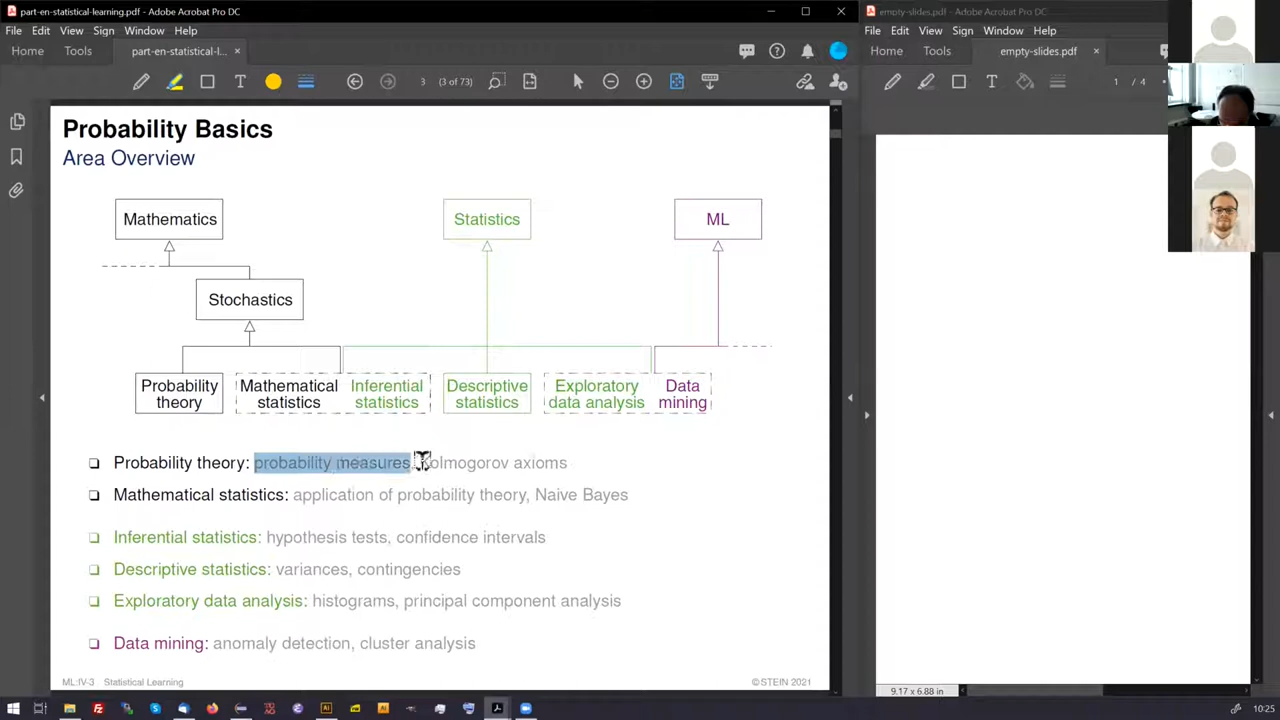 part-en-statistical-learning.pdf - Adobe Acrobat Pro DC
File Edit View Sign Window Help
Home Tools part-en-statistical-l... ×
3 (3 of 73)
Probability Basics
Area Overview
Mathematics
Statistics
ML
Stochastics
Probability theory
Mathematical statistics
Inferential statistics
Descriptive statistics
Exploratory data analysis
Data mining
❑ Probability theory: probability measures, Kolmogorov axioms
❑ Mathematical statistics: application of probability theory, Naive Bayes
❑ Inferential statistics: hypothesis tests, confidence intervals
❑ Descriptive statistics: variances, contingencies
❑ Exploratory data analysis: histograms, principal component analysis
❑ Data mining: anomaly detection, cluster analysis
ML:IV-3 Statistical Learning
© STEIN 2021
empty-slides.pdf - Adobe Acrobat Pro DC
File Edit View Sign Window Help
Home Tools empty-slides.pdf ×
1 / 4
9.17 x 6.88 in
10:25